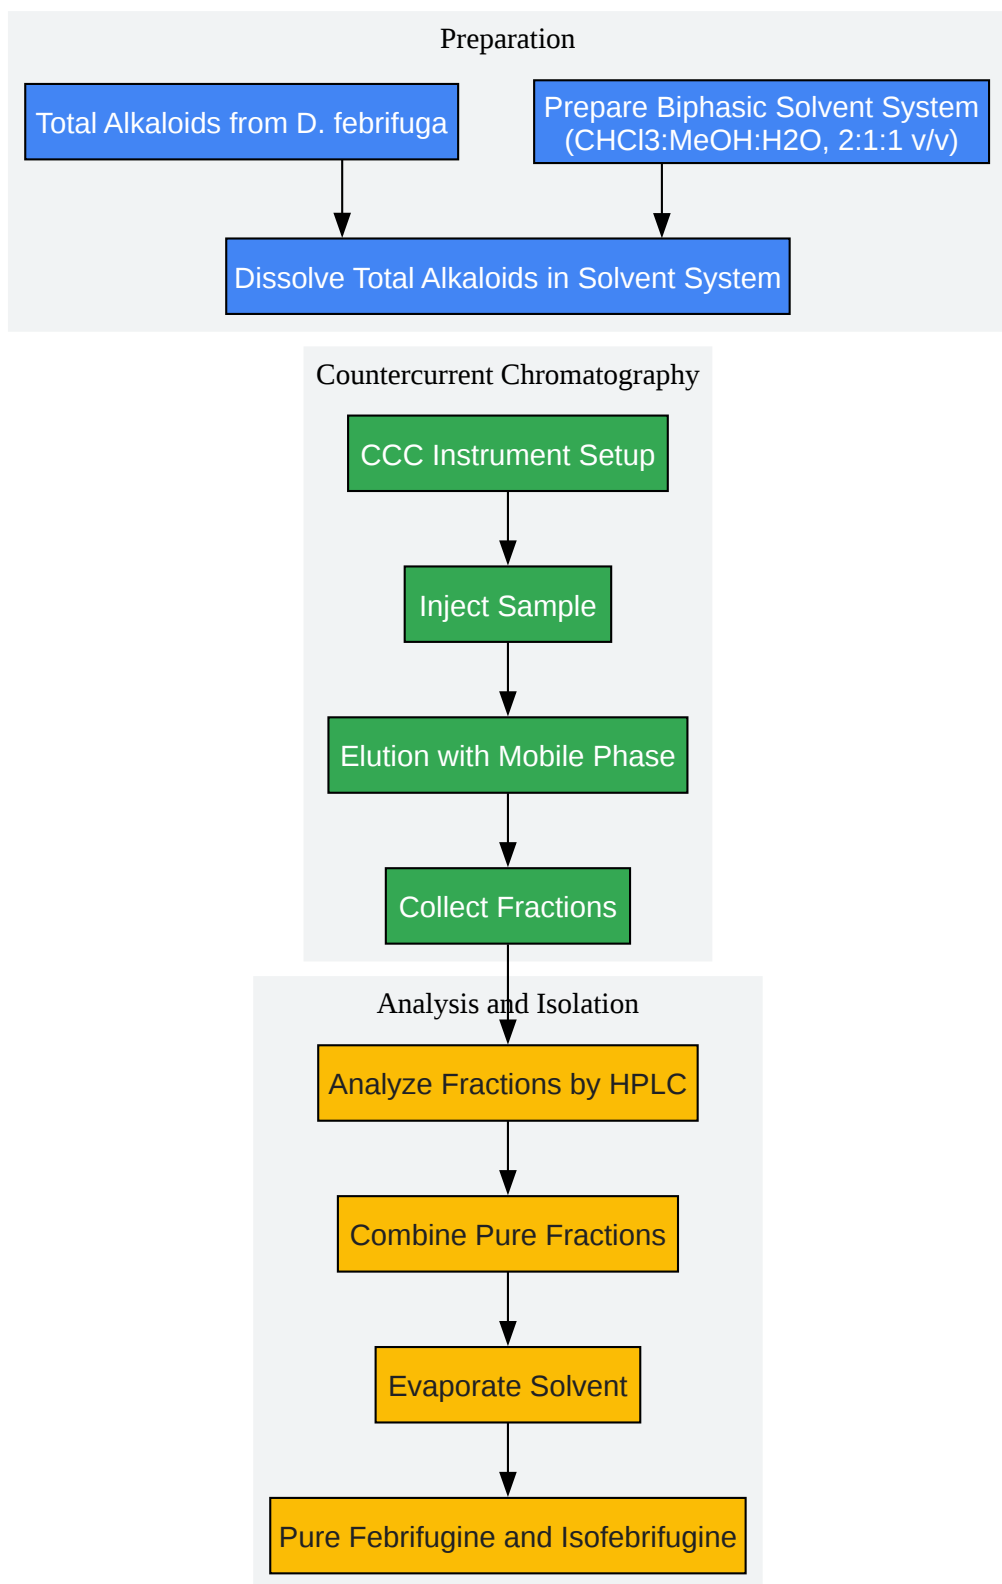 Preparation
Total Alkaloids from D. febrifuga
Prepare Biphasic Solvent System
(CHCl3:MeOH:H2O, 2:1:1 v/v)
Dissolve Total Alkaloids in Solvent System
Countercurrent Chromatography
CCC Instrument Setup
Inject Sample
Elution with Mobile Phase
Collect Fractions
Analysis and Isolation
Analyze Fractions by HPLC
Combine Pure Fractions
Evaporate Solvent
Pure Febrifugine and Isofebrifugine